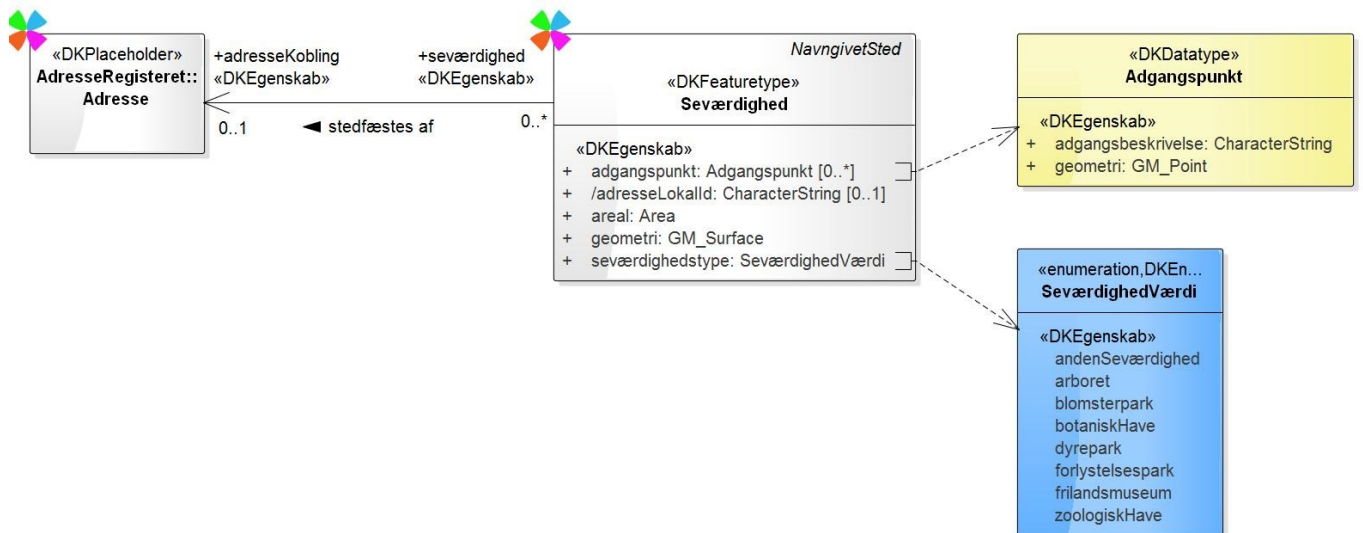 «DKPlaceholder»
AdresseRegisteret::
Adresse
+adresseKobling
«DKEgenskab»
0..1
◄ stedfæstes af
+seværdighed
«DKEgenskab»
0..*
NavngivetSted
«DKFeaturetype»
Seværdighed
«DKEgenskab»
+ adgangspunkt: Adgangspunkt [0..*]
+ /adresseLokalId: CharacterString [0..1]
+ areal: Area
+ geometri: GM_Surface
+ seværdighedstype: SeværdighedVærdi
«DKDatatype»
Adgangspunkt
«DKEgenskab»
+ adgangsbeskrivelse: CharacterString
+ geometri: GM_Point
«enumeration,DKEn...
SeværdighedVærdi
«DKEgenskab»
andenSeværdighed
arboret
blomsterpark
botaniskHave
dyrepark
forlystelsespark
frilandsmuseum
zoologiskHave